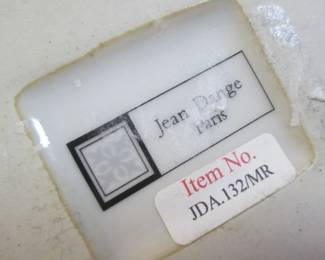 Jean Dange
Paris
Item No.
JDA.132/MR